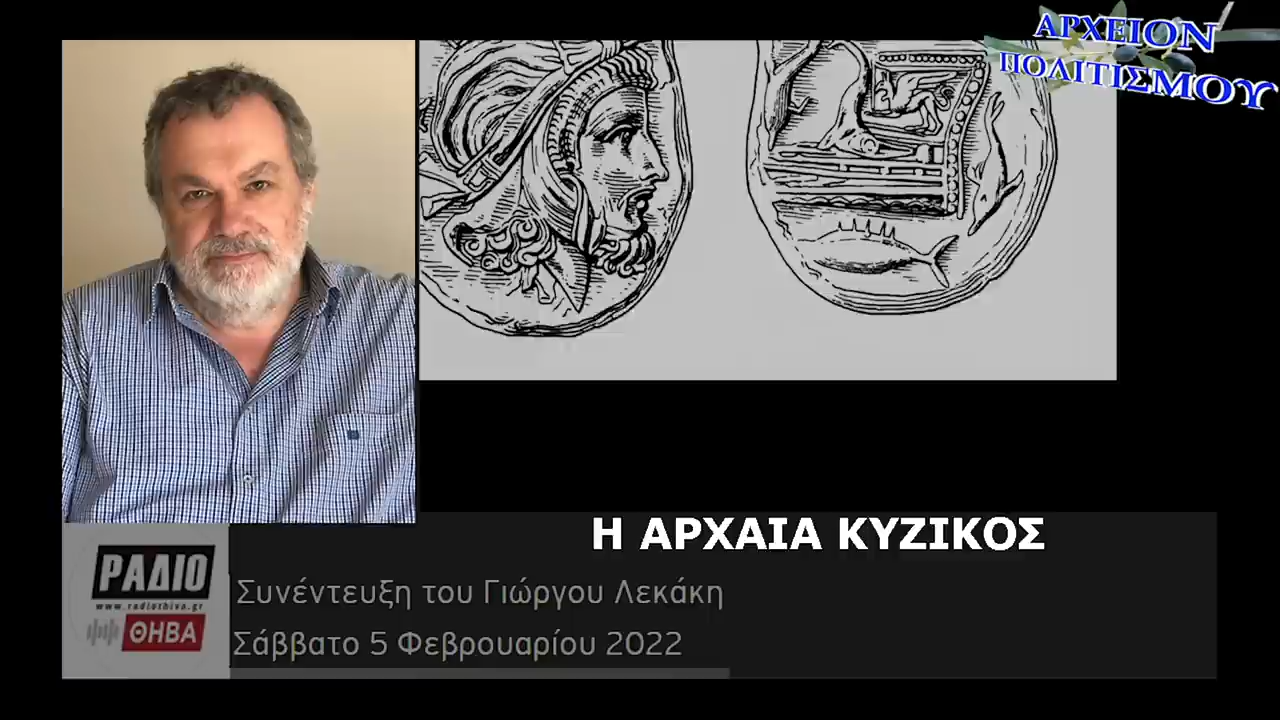 ΑΡΧΕΙΟΝ
ΠΟΛΙΤΙΣΜΟΥ
Η ΑΡΧΑΙΑ ΚΥΖΙΚΟΣ
ΡΑΔΙΟ
www.radiothiva.gr
ΘΗΒΑ
Συνέντευξη του Γιώργου Λεκάκη
Σάββατο 5 Φεβρουαρίου 2022